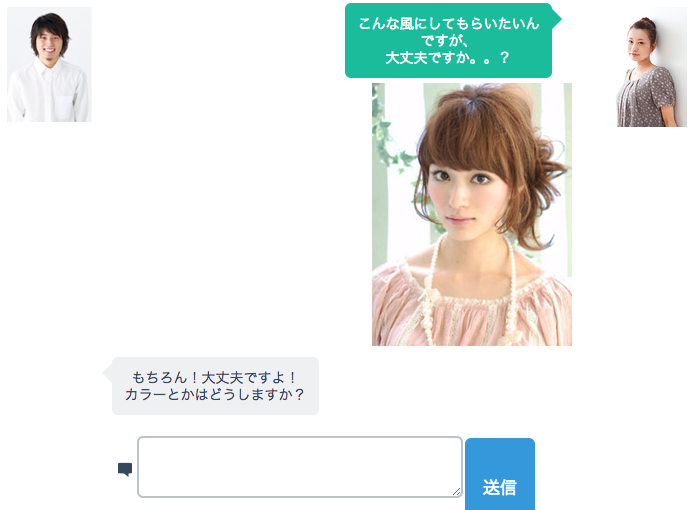 こんな風にしてもらいたいん
ですが、
大丈夫ですか。。？
もちろん！大丈夫ですよ！
カラーとかはどうしますか？
送信